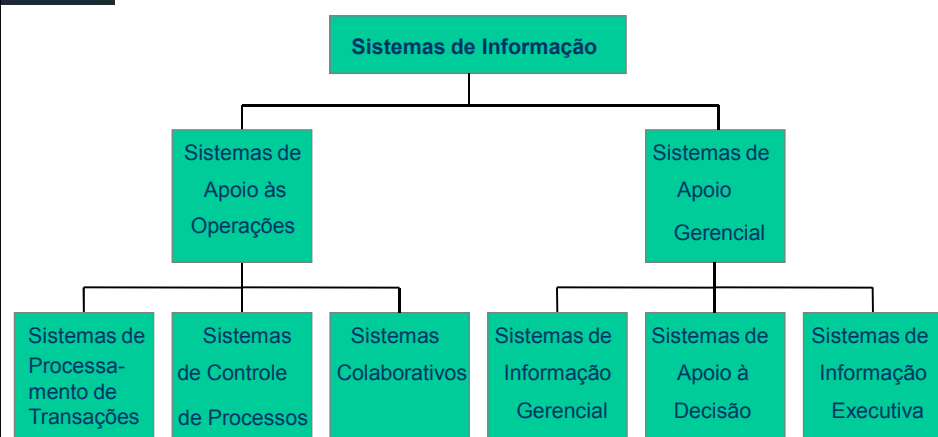 Sistemas de Informação
Sistemas de
Apoio às
Operações
Sistemas de
Apoio
Gerencial
Sistemas de
Processa-
mento de
Transações
Sistemas
de Controle
de Processos
Sistemas
Colaborativos
Sistemas de
Informação
Gerencial
Sistemas de
Apoio à
Decisão
Sistemas de
Informação
Executiva